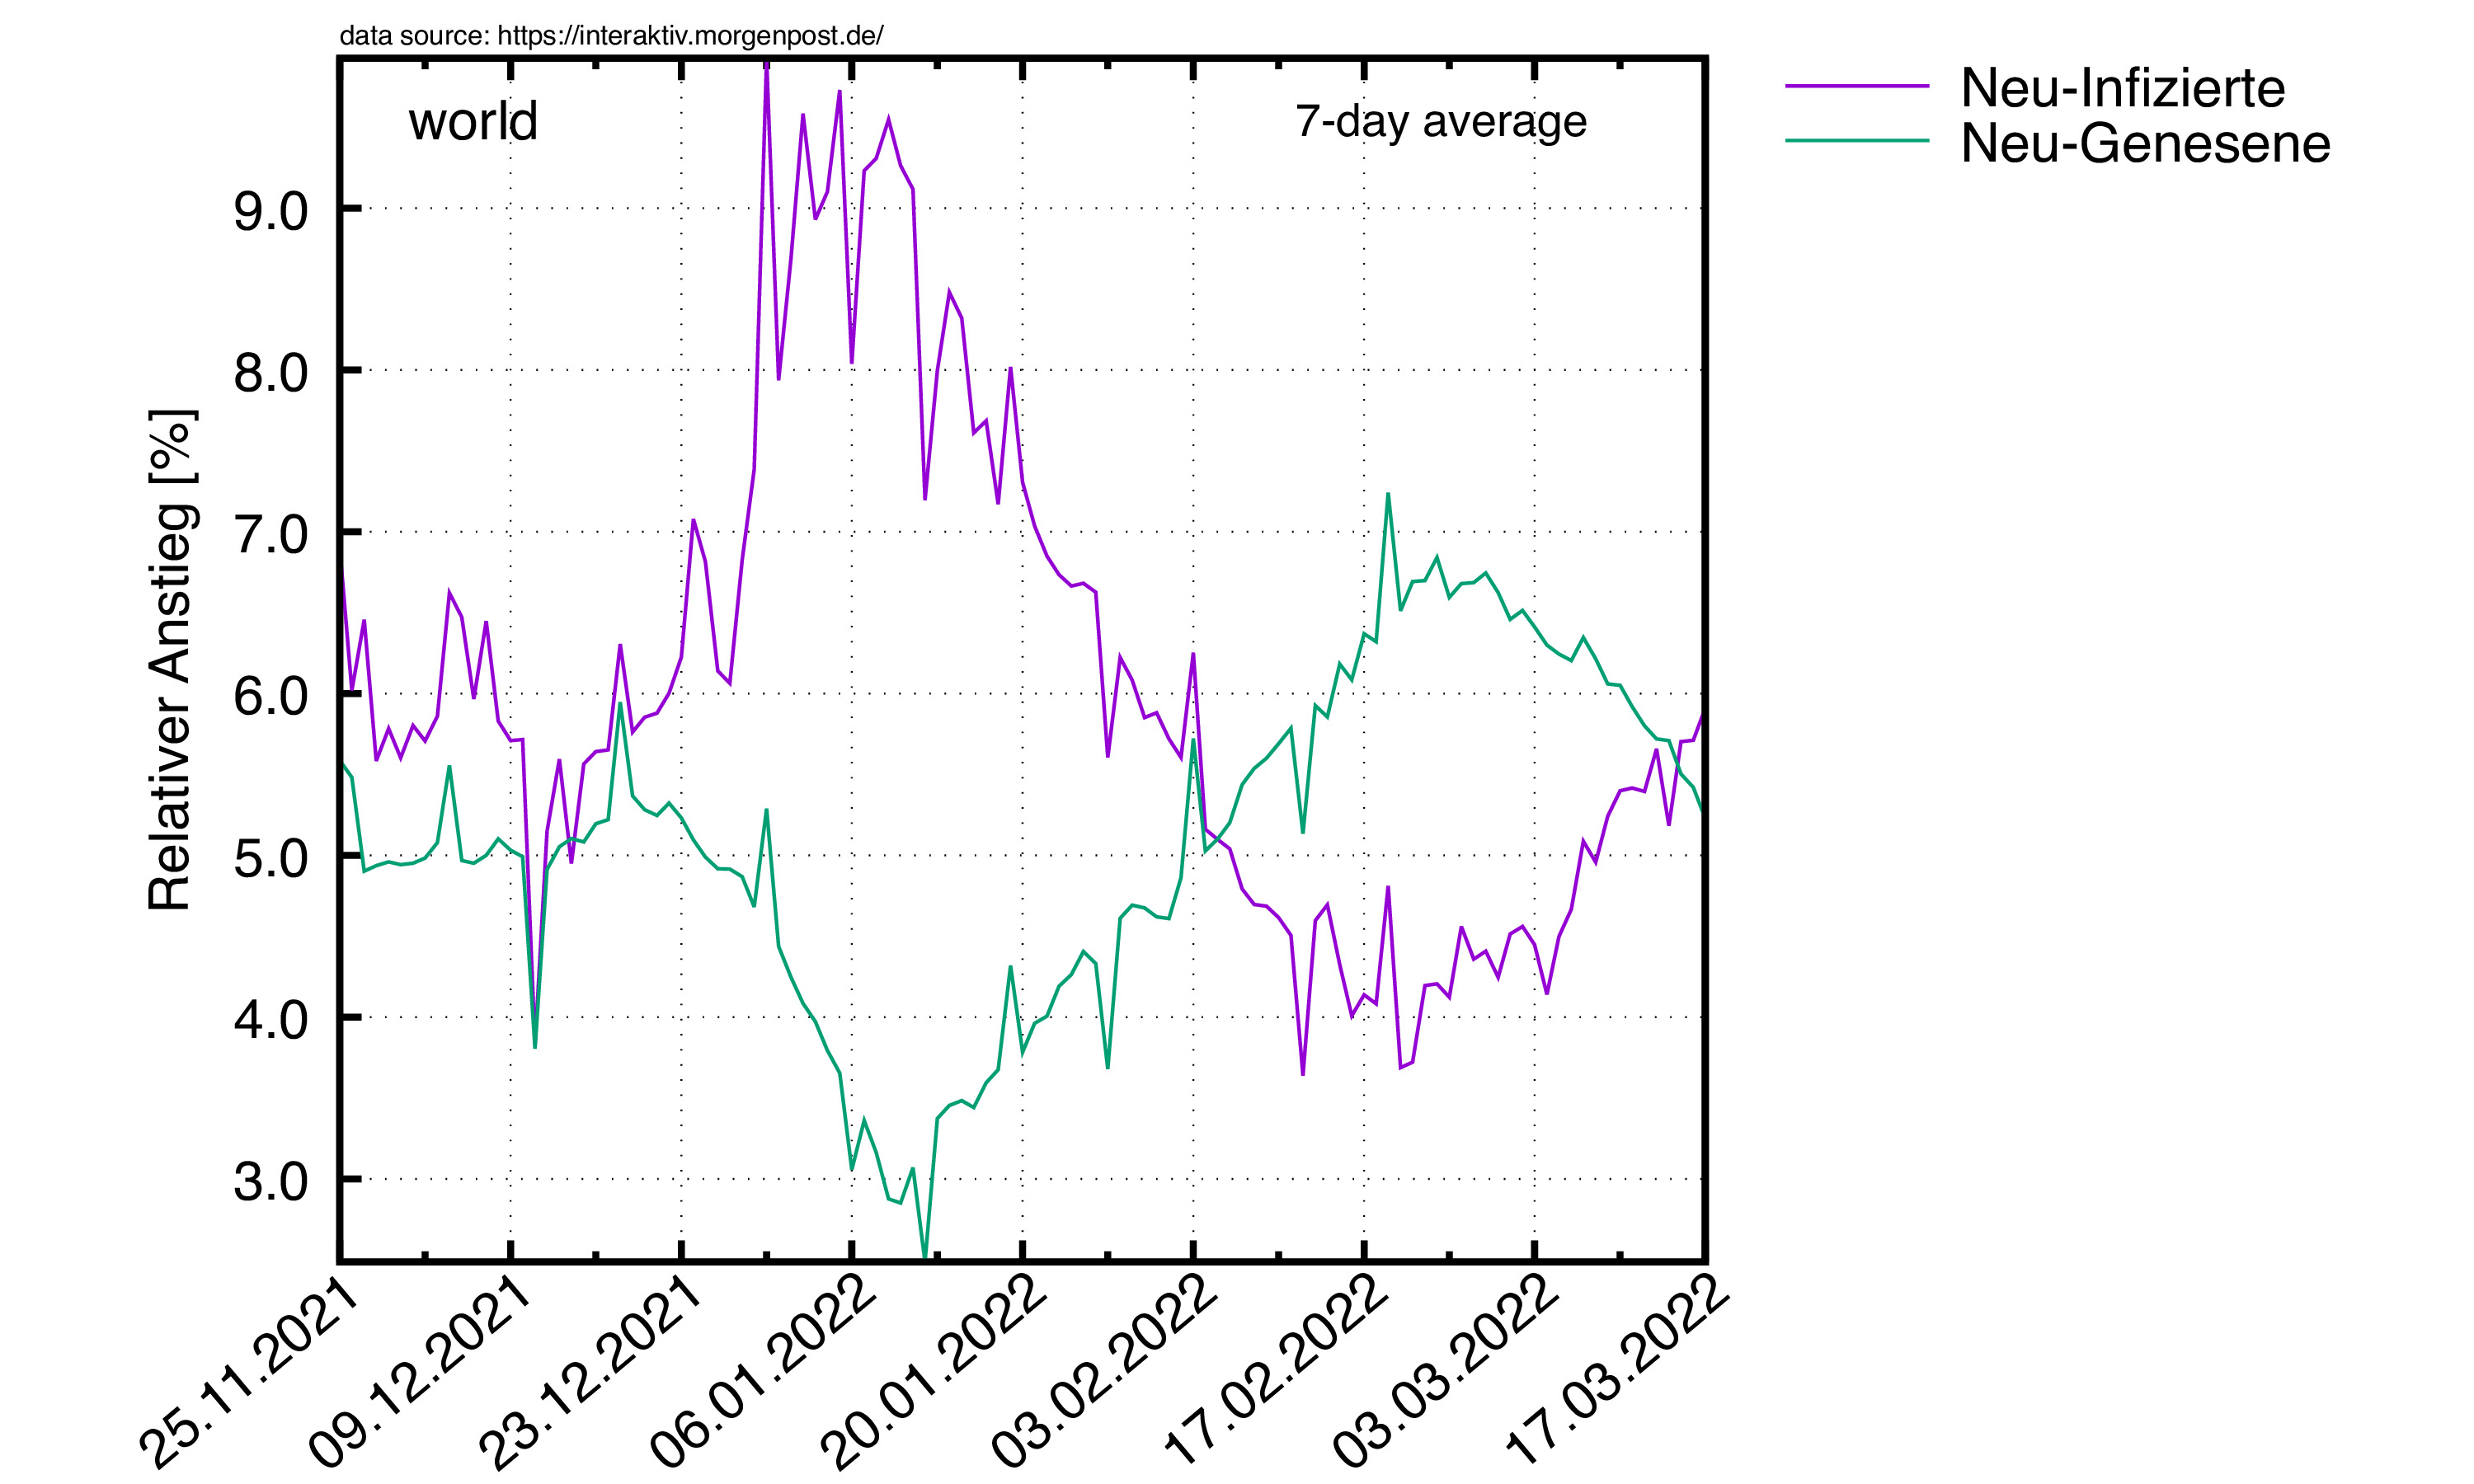 data source: https://interaktiv.morgenpost.de/
world
7-day average
Neu-Infizierte
Neu-Genesene
Relativer Anstieg [%]
9.0
8.0
7.0
6.0
5.0
4.0
3.0
25.11.2021
09.12.2021
23.12.2021
06.01.2022
20.01.2022
03.02.2022
17.02.2022
03.03.2022
17.03.2022